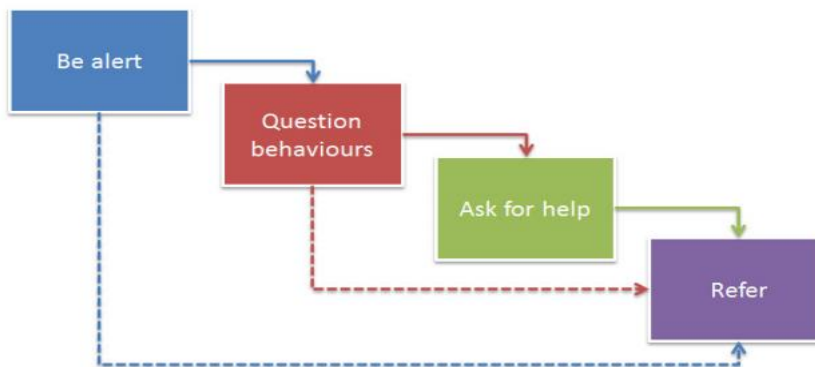 Be alert
Question
behaviours
Ask for help
Refer